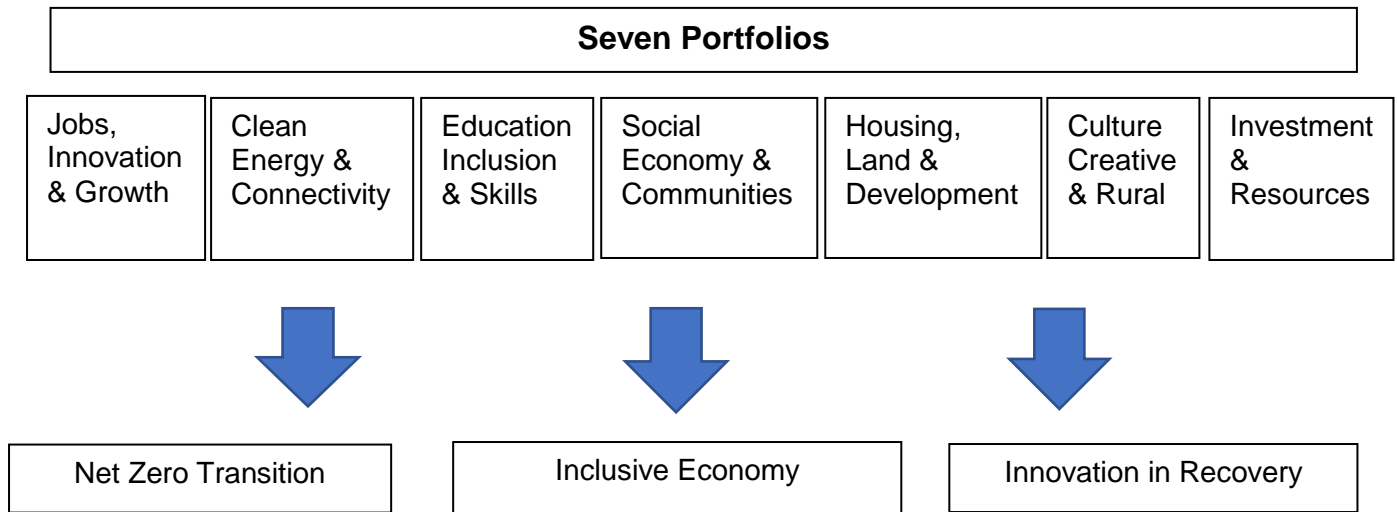 Seven Portfolios
Jobs,
Innovation
& Growth
Clean
Energy &
Connectivity
Education
Inclusion
& Skills
Social
Economy &
Communities
Housing,
Land &
Development
Culture
Creative
& Rural
Investment
&
Resources
Net Zero Transition
Inclusive Economy
Innovation in Recovery